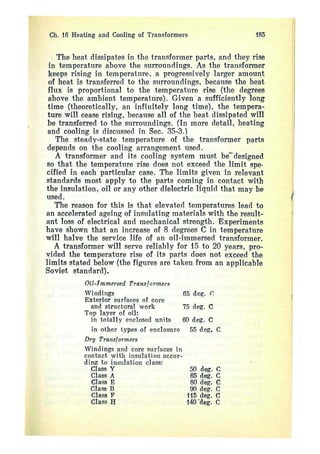 Ch. 16 Heating and Cooling of Transformers 185
The heat dissipates in the transformer parts, and they rise
in temperature above the surroundings. As the transformer
keeps rising in temperature, a progressively larger amount
of heat is transferred to the surroundings, because the heat
flux is proportional to the temperature rise (the degrees
above the ambient temperature). Given a sufficiently long
time (theoretically, an infinitely long time), the tempera-
ture will cease rising, because all of the heat dissipated will
be transferred to the surroundings. (In more detail, heating
and cooling is discussed in Sec. 35-3.)
The steady-state temperature of the transformer parts
depends on the cooling arrangement used.
A transformer and its cooling system must be designed
so that the temperature rise does not exceed the limit spe-
cified in each particular case. The limits given in relevant
standards most apply to the parts coming in contact with
the insulation, oil or any other dielectric liquid that may be
used.
The reason for this is that elevated temperatures lead to
an accelerated ageing of insulating materials with the result-
ant loss of electrical and mechanical strength. Experiments
have shown that an increase of 8 degrees C in temperature
will halve the service life of an oil-immersed transformer.
A transformer will serve reliably for 15 to 20 years, pro-
vided the temperature rise of its parts does not exceed the
limits stated below (the figures are taken from an applicable
Soviet standard).
Oil-Immersed Transformers
Windings 65 deg. C
Exterior surfaces of core
and structural work 75 deg. C
Top layer of oil:
in totally enclosed units 60 deg. C
in other types of enclosure 55 deg. C
Dry Transformers
Windings and core surfaces in
contact with insulation accor-
ding to insulation class:
Class Y 50 deg. C
Class A 65 deg. C
Class E 80 deg. C
Class B 90 deg. C
Class F 115 deg. C
Class H 140 deg. C